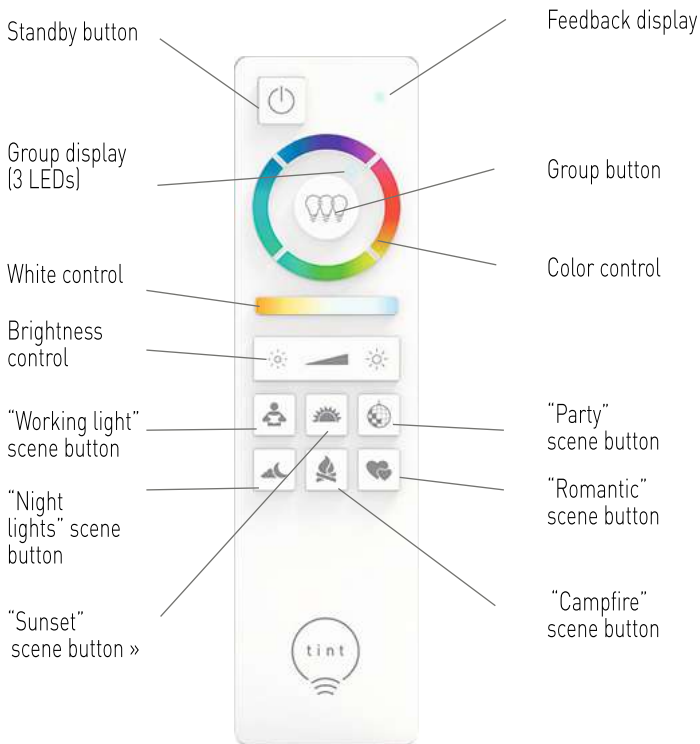 Standby button
Feedback display
Group display
(3 LEDs)
Group button
White control
Color control
Brightness
control
“Working light”
scene button
“Party”
scene button
“Night
lights” scene
button
“Romantic”
scene button
“Sunset”
scene button »
“Campfire”
scene button
tint